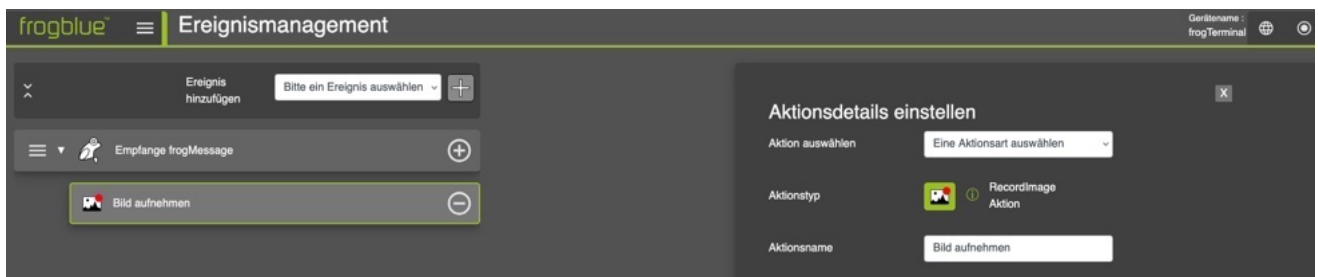 frogblue™ Ereignismanagement
Gerätename :
frogTerminal
Ereignis
hinzufügen
Bitte ein Ereignis auswählen
Empfange frogMessage
Bild aufnehmen
X
Aktionsdetails einstellen
Aktion auswählen Eine Aktionsart auswählen
Aktionstyp RecordImage
Aktion
Aktionsname Bild aufnehmen